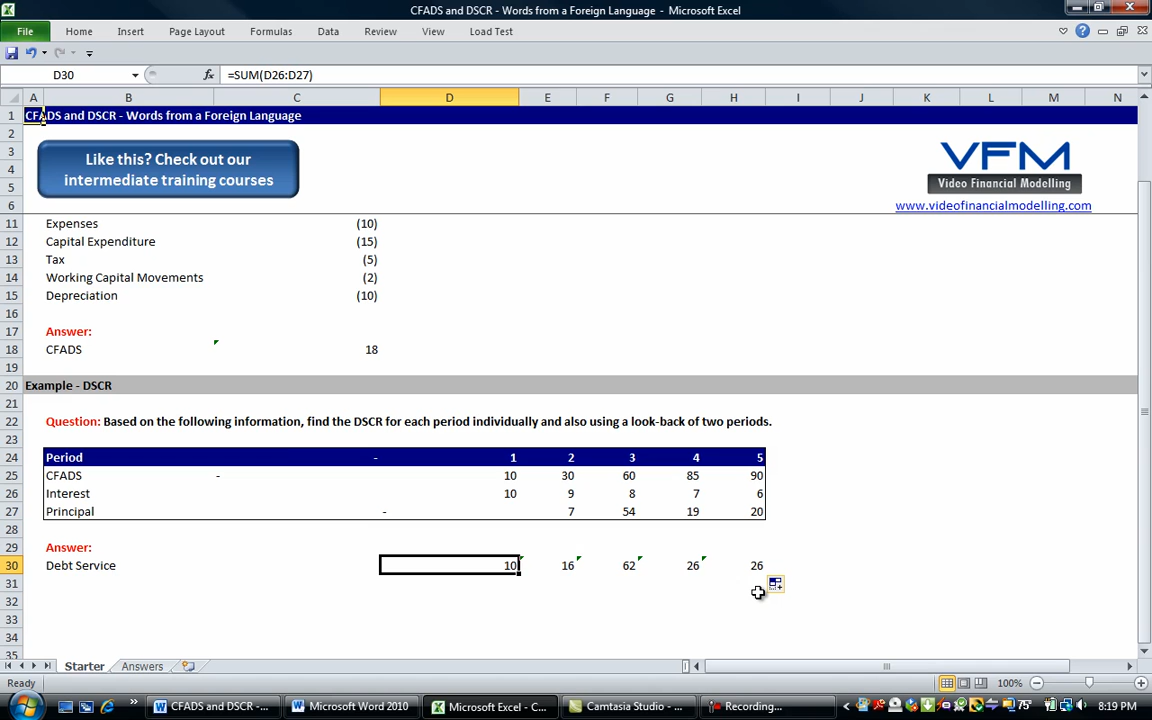 CFADS and DSCR - Words from a Foreign Language - Microsoft Excel
File Home Insert Page Layout Formulas Data Review View Load Test
D30 fx =SUM(D26:D27)
A B C D E F G H I J K L M N
1 CFADS and DSCR - Words from a Foreign Language
2
3
4
5
6
Like this? Check out our
intermediate training courses
VFM
Video Financial Modelling
www.videofinancialmodelling.com
11 Expenses (10)
12 Capital Expenditure (15)
13 Tax (5)
14 Working Capital Movements (2)
15 Depreciation (10)
16
17 Answer:
18 CFADS 18
19
20 Example - DSCR
21
22 Question: Based on the following information, find the DSCR for each period individually and also using a look-back of two periods.
23
24 Period - 1 2 3 4 5
25 CFADS - 10 30 60 85 90
26 Interest 10 9 8 7 6
27 Principal - 7 54 19 20
28
29 Answer:
30 Debt Service 10 16 62 26 26
31
32
33
34
35
Starter Answers
Ready 100%
CFADS and DSCR -... Microsoft Word 2010 Microsoft Excel - C... Camtasia Studio - ... Recording... 75° 8:19 PM